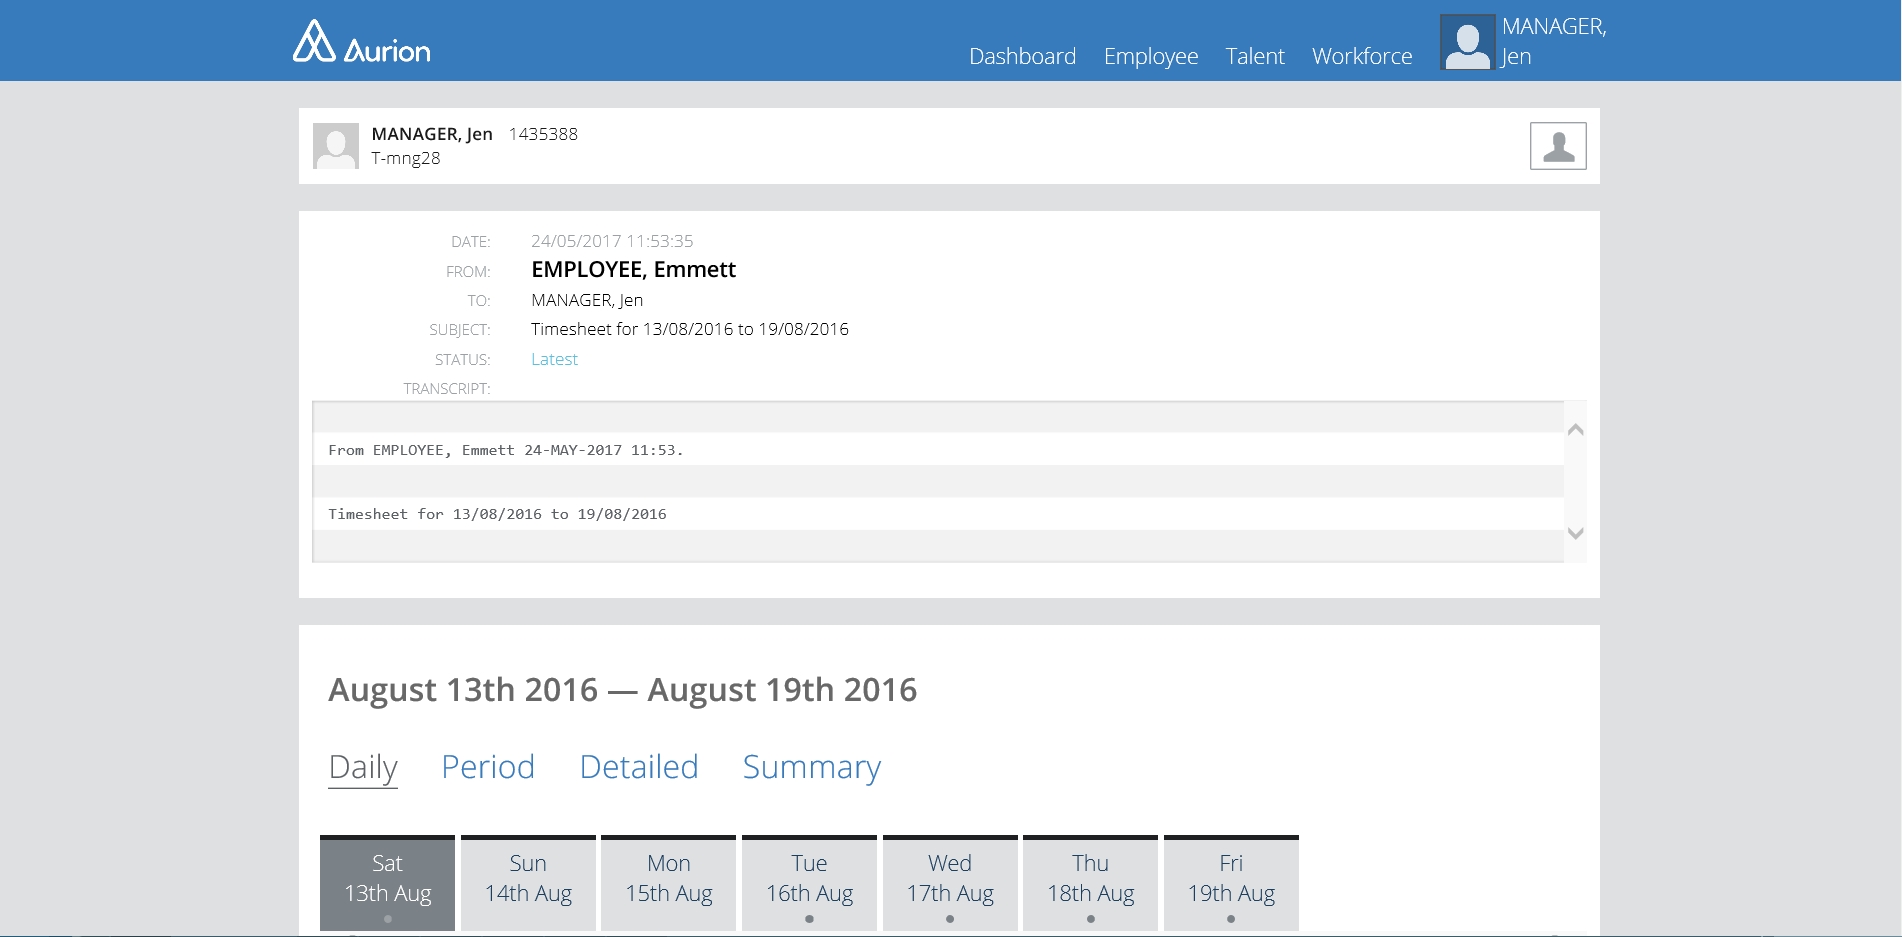 Aurion
Dashboard Employee Talent Workforce
MANAGER,
Jen
MANAGER, Jen 1435388
T-mng28
DATE: 24/05/2017 11:53:35
FROM: EMPLOYEE, Emmett
TO: MANAGER, Jen
SUBJECT: Timesheet for 13/08/2016 to 19/08/2016
STATUS: Latest
TRANSCRIPT:
From EMPLOYEE, Emmett 24-MAY-2017 11:53.
Timesheet for 13/08/2016 to 19/08/2016
August 13th 2016 — August 19th 2016
Daily Period Detailed Summary
Sat Sun Mon Tue Wed Thu Fri
13th Aug 14th Aug 15th Aug 16th Aug 17th Aug 18th Aug 19th Aug